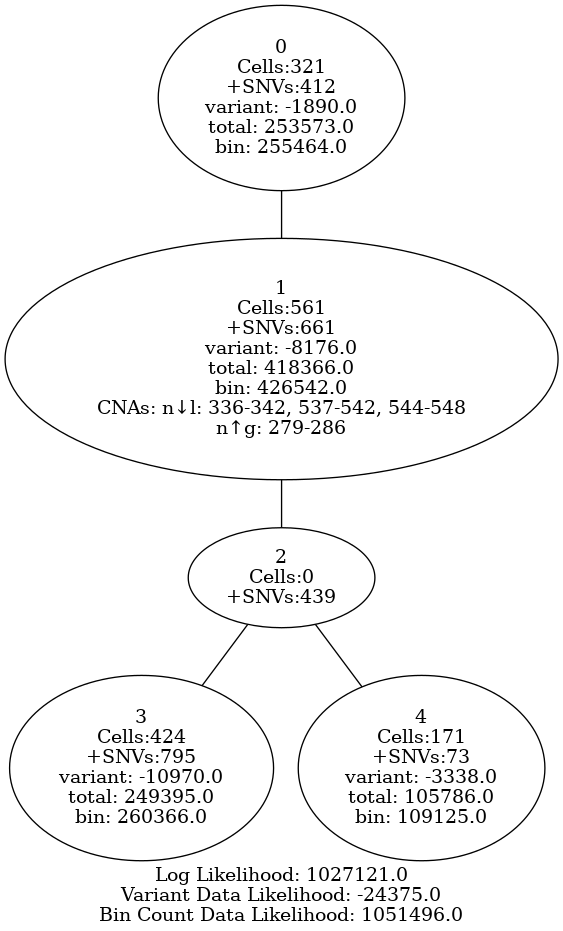 0
Cells:321
+SNVs:412
variant: -1890.0
total: 253573.0
bin: 255464.0
1
Cells:561
+SNVs:661
variant: -8176.0
total: 418366.0
bin: 426542.0
CNAs: n↓l: 336-342, 537-542, 544-548
n↑g: 279-286
2
Cells:0
+SNVs:439
3
Cells:424
+SNVs:795
variant: -10970.0
total: 249395.0
bin: 260366.0
4
Cells:171
+SNVs:73
variant: -3338.0
total: 105786.0
bin: 109125.0
Log Likelihood: 1027121.0
Variant Data Likelihood: -24375.0
Bin Count Data Likelihood: 1051496.0